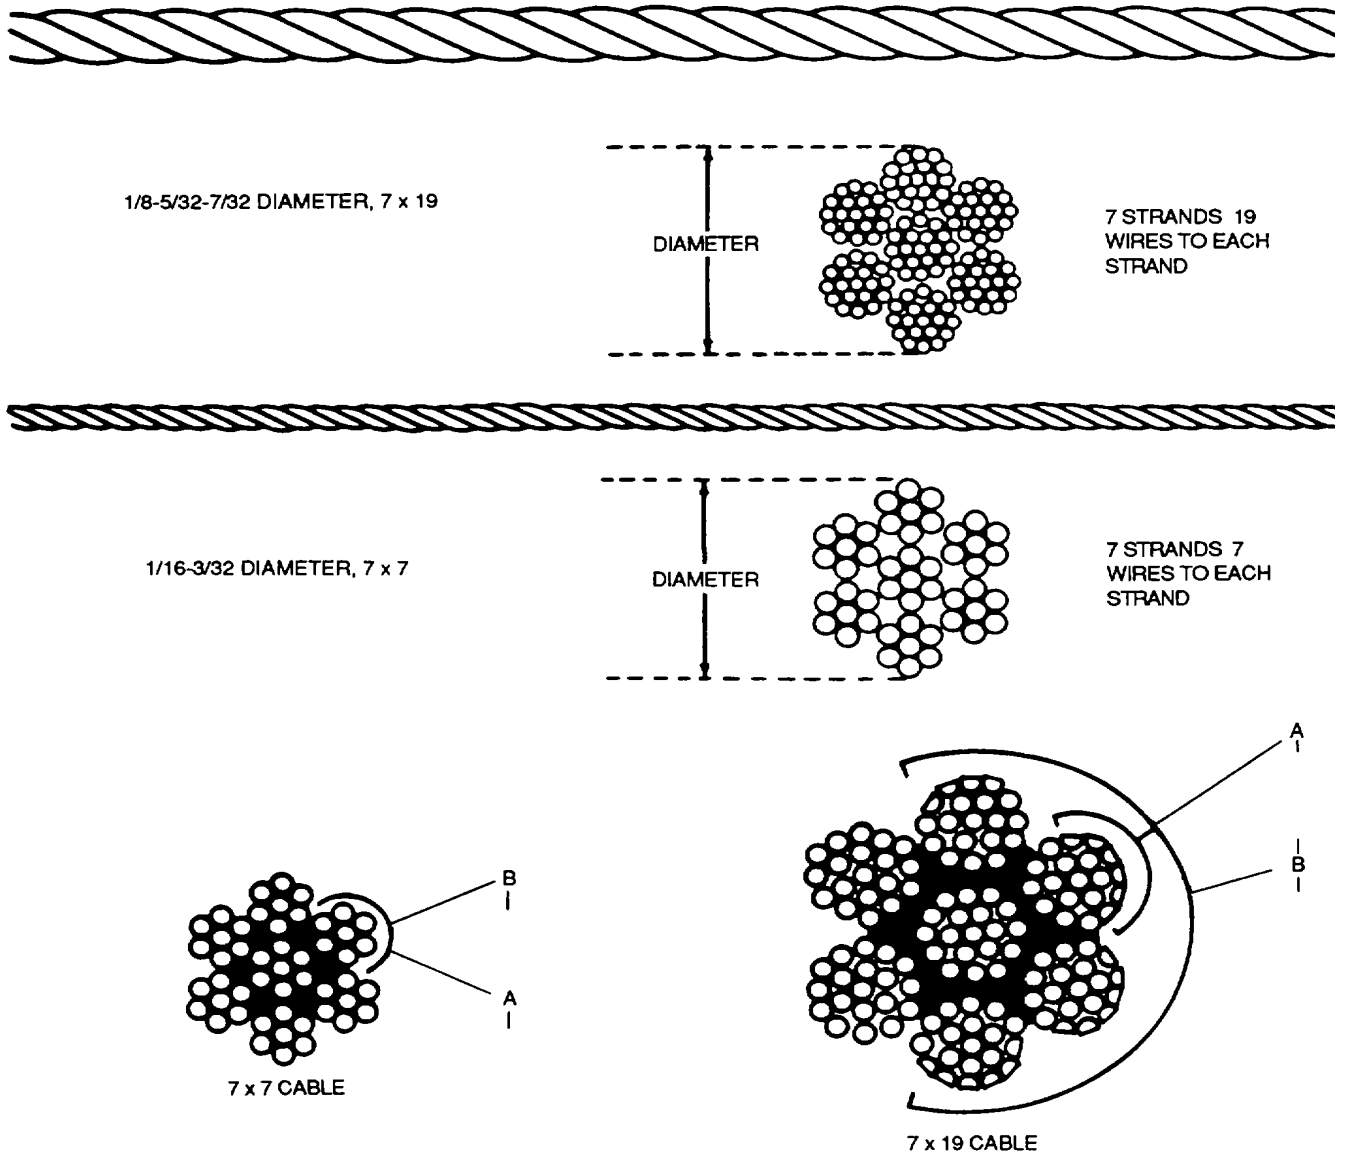 1/8-5/32-7/32 DIAMETER, 7 x 19
DIAMETER
7 STRANDS 19
WIRES TO EACH
STRAND
1/16-3/32 DIAMETER, 7 x 7
DIAMETER
7 STRANDS 7
WIRES TO EACH
STRAND
A
B
B
A
7 x 7 CABLE
7 x 19 CABLE